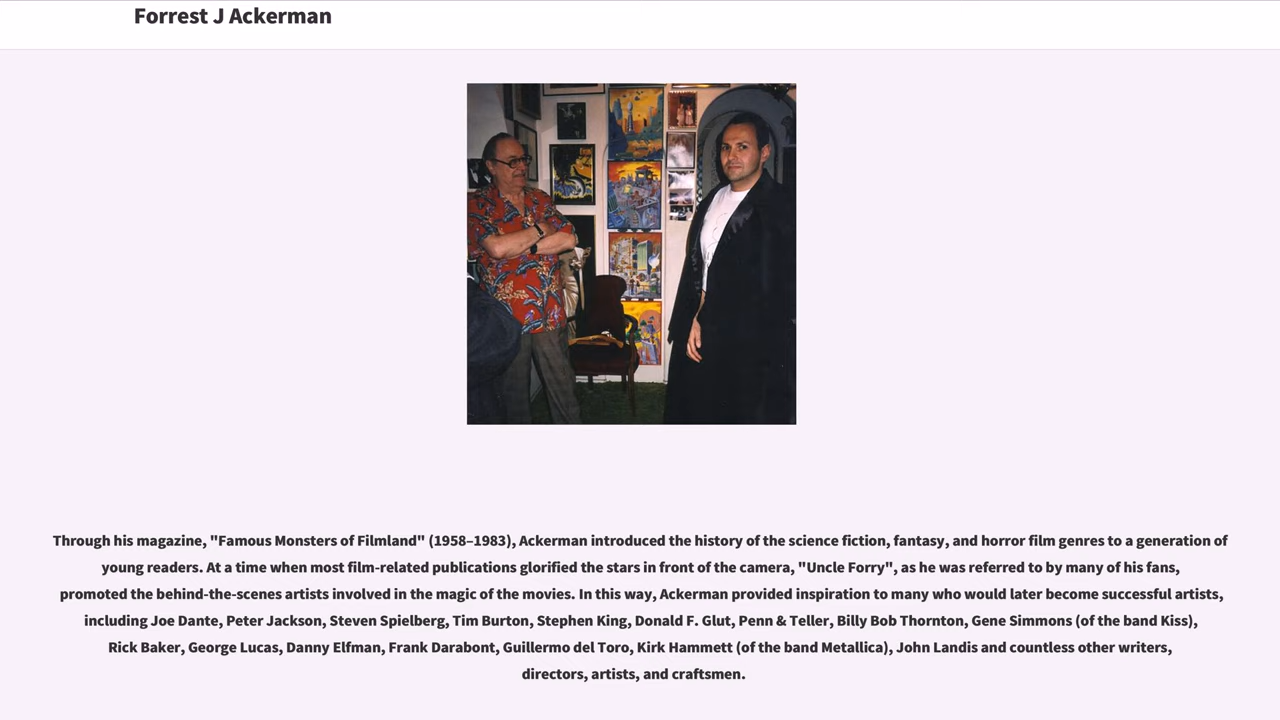 Forrest J Ackerman
Through his magazine, "Famous Monsters of Filmland" (1958–1983), Ackerman introduced the history of the science fiction, fantasy, and horror film genres to a generation of
young readers. At a time when most film-related publications glorified the stars in front of the camera, "Uncle Forry", as he was referred to by many of his fans,
promoted the behind-the-scenes artists involved in the magic of the movies. In this way, Ackerman provided inspiration to many who would later become successful artists,
including Joe Dante, Peter Jackson, Steven Spielberg, Tim Burton, Stephen King, Donald F. Glut, Penn & Teller, Billy Bob Thornton, Gene Simmons (of the band Kiss),
Rick Baker, George Lucas, Danny Elfman, Frank Darabont, Guillermo del Toro, Kirk Hammett (of the band Metallica), John Landis and countless other writers,
directors, artists, and craftsmen.